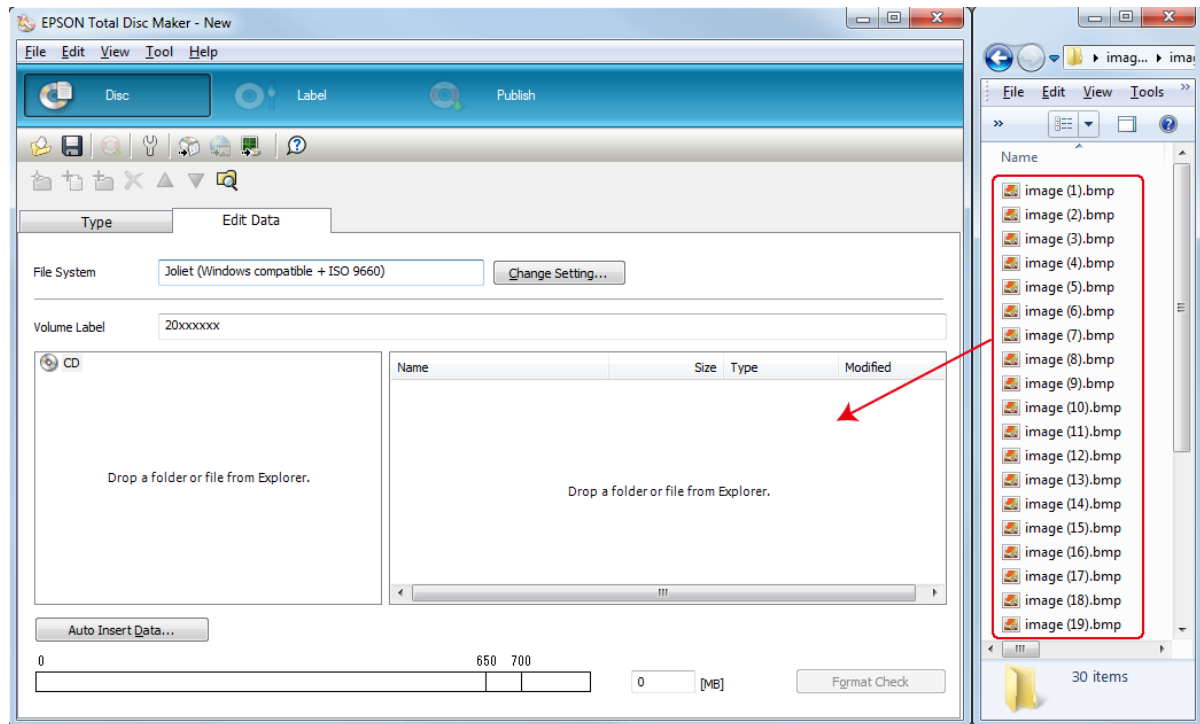 EPSON Total Disc Maker - New
File Edit View Tool Help
Disc Label Publish
Type Edit Data
File System Joliet (Windows compatible + ISO 9660) Change Setting...
Volume Label 20xxxxxx
CD
Drop a folder or file from Explorer.
Name Size Type Modified
Drop a folder or file from Explorer.
Auto Insert Data...
0 650 700
0 [MB] Format Check
imag... ima
File Edit View Tools »
»
Name
image (1).bmp
image (2).bmp
image (3).bmp
image (4).bmp
image (5).bmp
image (6).bmp
image (7).bmp
image (8).bmp
image (9).bmp
image (10).bmp
image (11).bmp
image (12).bmp
image (13).bmp
image (14).bmp
image (15).bmp
image (16).bmp
image (17).bmp
image (18).bmp
image (19).bmp
30 items